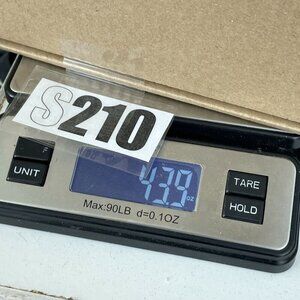 S210
F
UNIT
43.9 oz
TARE
HOLD
Max:90LB d=0.1OZ